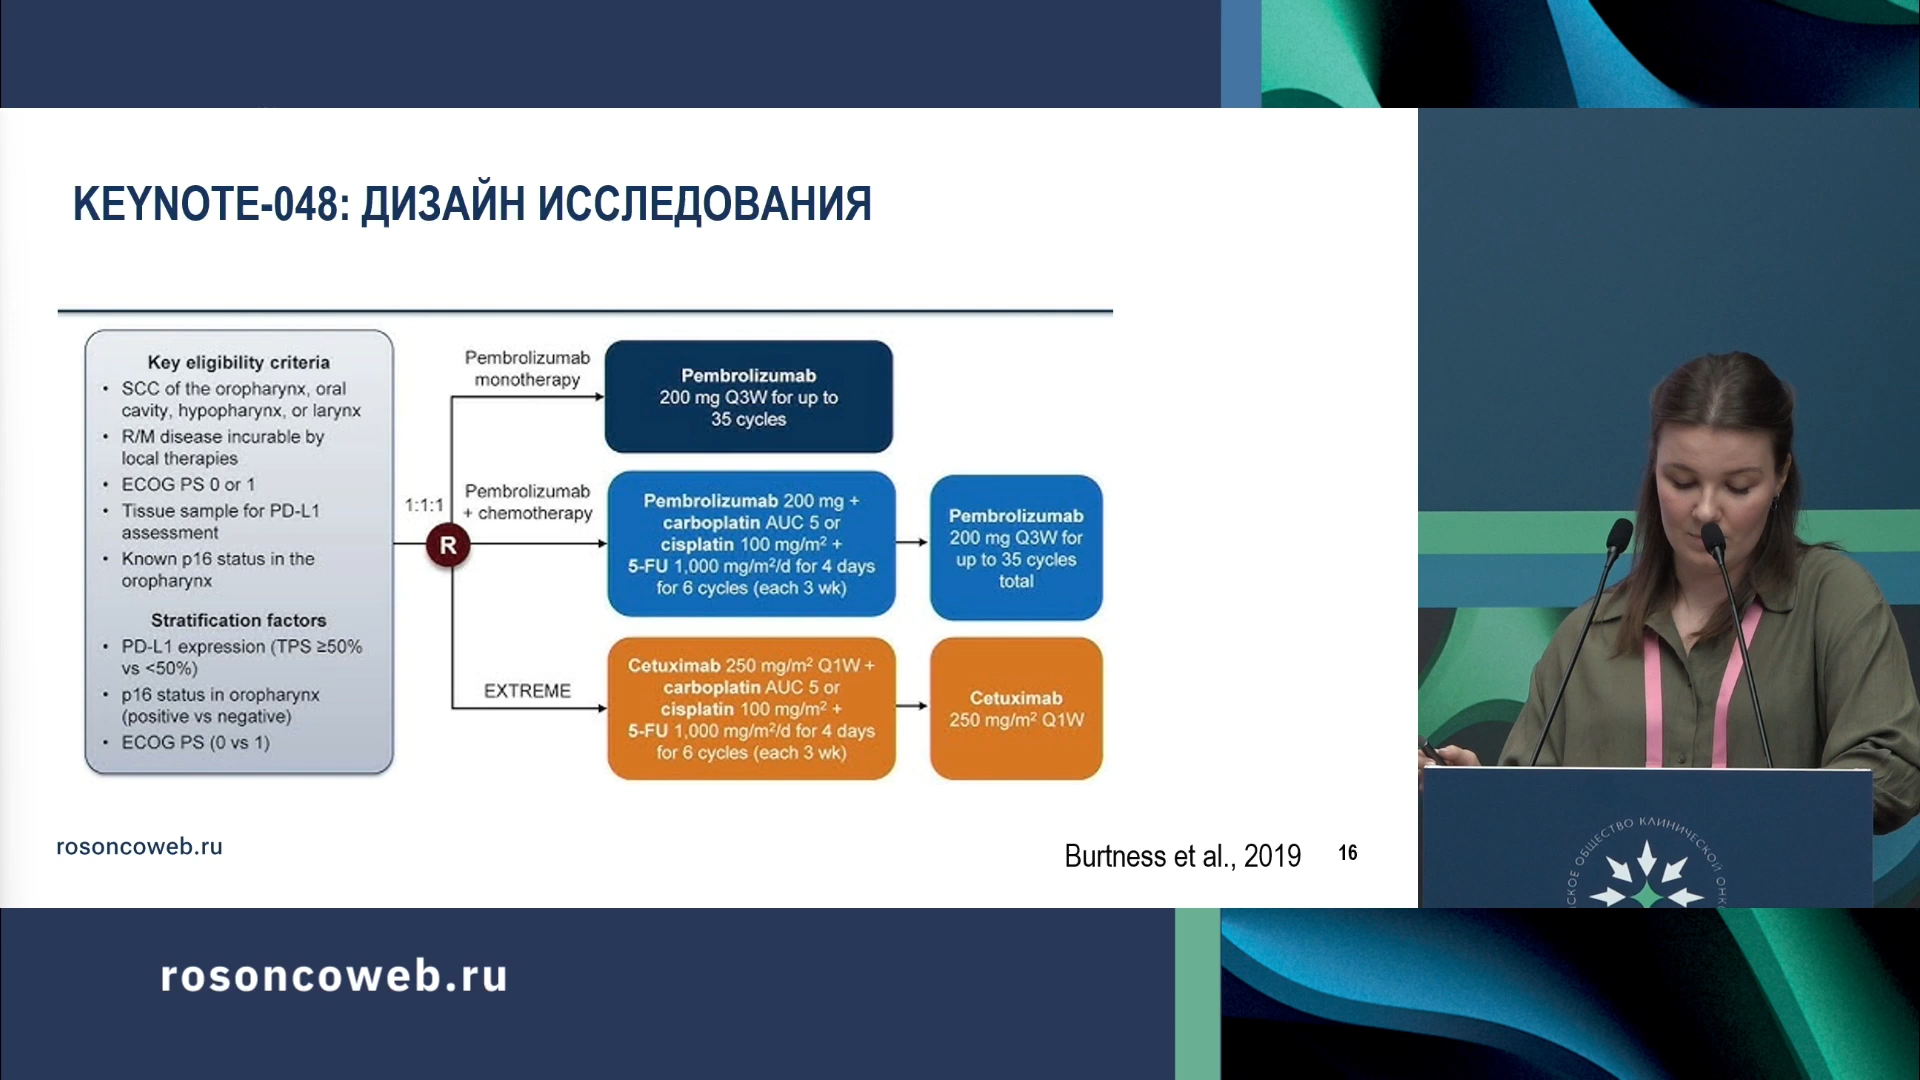 KEYNOTE-048: ДИЗАЙН ИССЛЕДОВАНИЯ
Key eligibility criteria
• SCC of the oropharynx, oral
cavity, hypopharynx, or larynx
• R/M disease incurable by
local therapies
• ECOG PS 0 or 1
• Tissue sample for PD-L1
assessment
• Known p16 status in the
oropharynx
Stratification factors
• PD-L1 expression (TPS ≥50%
vs <50%)
• p16 status in oropharynx
(positive vs negative)
• ECOG PS (0 vs 1)
1:1:1
R
Pembrolizumab
monotherapy
Pembrolizumab
200 mg Q3W for up to
35 cycles
Pembrolizumab
+ chemotherapy
Pembrolizumab 200 mg +
carboplatin AUC 5 or
cisplatin 100 mg/m² +
5-FU 1,000 mg/m²/d for 4 days
for 6 cycles (each 3 wk)
Pembrolizumab
200 mg Q3W for
up to 35 cycles
total
EXTREME
Cetuximab 250 mg/m² Q1W +
carboplatin AUC 5 or
cisplatin 100 mg/m² +
5-FU 1,000 mg/m²/d for 4 days
for 6 cycles (each 3 wk)
Cetuximab
250 mg/m² Q1W
rosoncoweb.ru
Burtness et al., 2019
16
ОБЩЕСТВО КЛИНИЧЕСКОЙ
rosoncoweb.ru